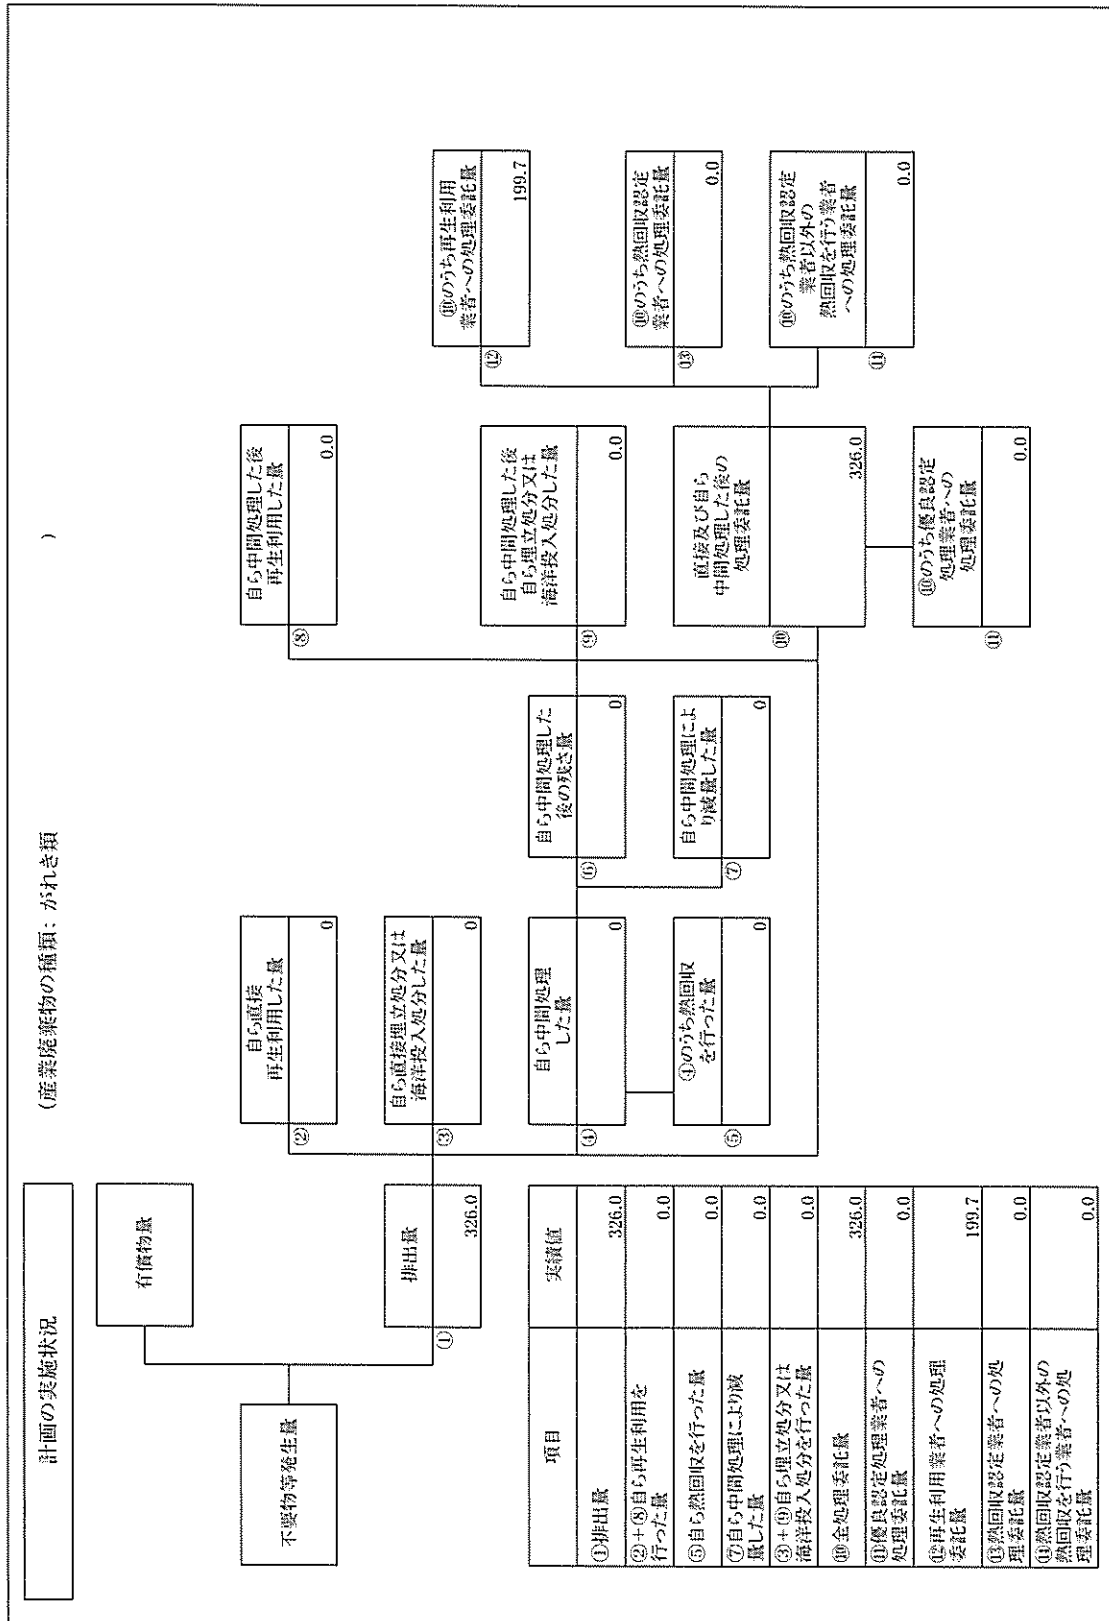 計画の実施状況
(産業廃棄物の種類: がれき類
)
不要物等発生量
有償物量
①
排出量
326.0
②
自ら直接
再生利用した量
0
③
自ら直接埋立処分又は
海洋投入処分した量
0
④
自ら中間処理
した量
0
⑤
④のうち熱回収
を行った量
0
⑥
自ら中間処理した
後の残さ量
0
⑦
自ら中間処理によ
り減量した量
0
⑧
自ら中間処理した後
再生利用した量
0.0
⑨
自ら中間処理した後
自ら埋立処分又は
海洋投入処分した量
0.0
⑩
直接及び自ら
中間処理した後の
処理委託量
326.0
⑪
⑩のうち優良認定
処理業者への
処理委託量
0.0
⑫
⑩のうち再生利用
業者への処理委託量
199.7
⑬
⑩のうち熱回収認定
業者への処理委託量
0.0
⑭
⑩のうち熱回収認定
業者以外の
熱回収を行う業者
への処理委託量
0.0
項目
実績値
①排出量
326.0
②+⑧自ら再生利用を
行った量
0.0
⑤自ら熱回収を行った量
0.0
⑦自ら中間処理により減
量した量
0.0
③+⑨自ら埋立処分又は
海洋投入処分を行った量
0.0
⑩全処理委託量
326.0
⑪優良認定処理業者への
処理委託量
0.0
⑫再生利用業者への処理
委託量
199.7
⑬熱回収認定業者への処
理委託量
0.0
⑭熱回収認定業者以外の
熱回収を行う業者への処
理委託量
0.0